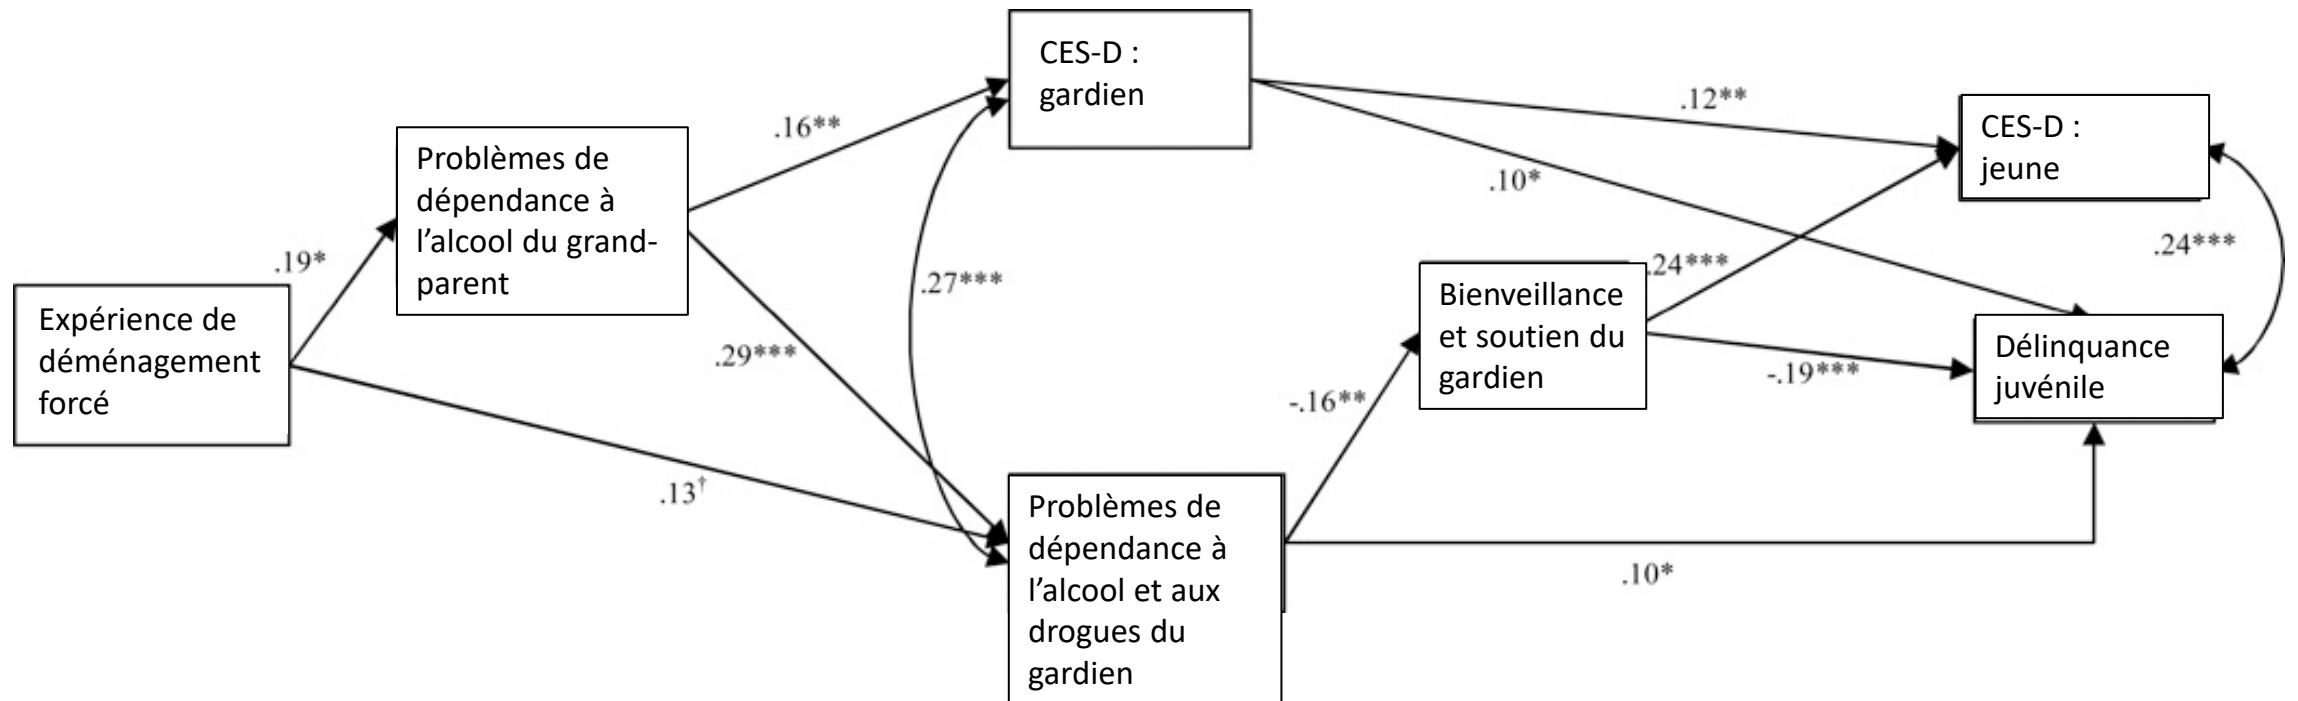 CES-D :
gardien
.12**
CES-D :
jeune
.16**
Problèmes de
dépendance à
l’alcool du grand-
parent
.10*
.24***
.19*
.27***
.24***
Expérience de
déménagement
forcé
Bienveillance
et soutien du
gardien
.29***
Délinquance
juvénile
-.19***
-.16**
.13†
Problèmes de
dépendance à
l’alcool et aux
drogues du
gardien
.10*